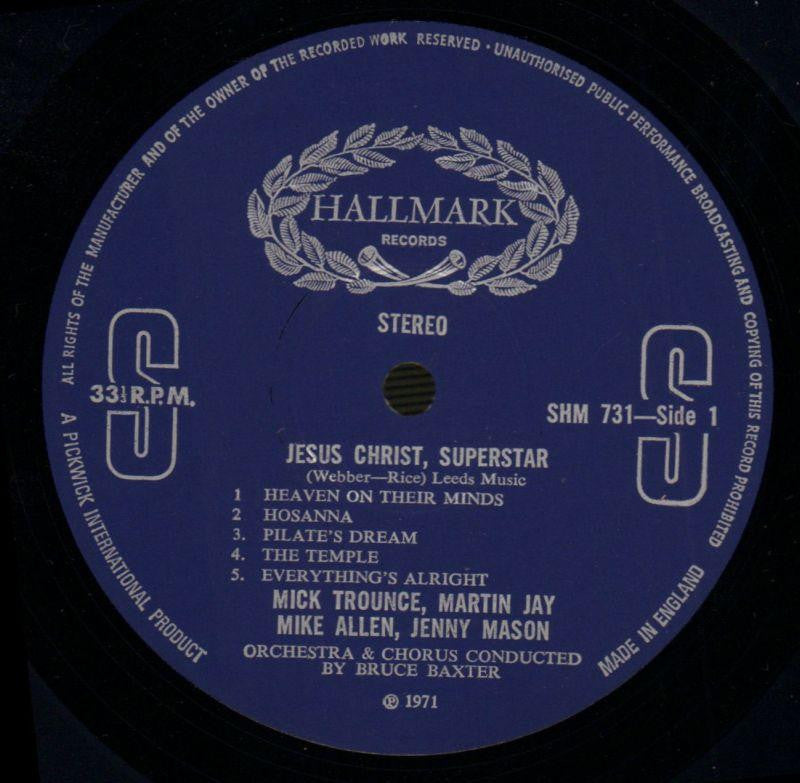 ALL RIGHTS OF THE MANUFACTURER AND OF THE OWNER OF THE RECORDED WORK RESERVED · UNAUTHORISED PUBLIC PERFORMANCE BROADCASTING AND COPYING OF THIS RECORD PROHIBITED
HALLMARK
RECORDS
STEREO
S
33⅓ R.P.M.
S
SHM 731—Side 1
JESUS CHRIST, SUPERSTAR
(Webber—Rice) Leeds Music
1 HEAVEN ON THEIR MINDS
2 HOSANNA
3. PILATE'S DREAM
4. THE TEMPLE
5. EVERYTHING'S ALRIGHT
MICK TROUNCE, MARTIN JAY
MIKE ALLEN, JENNY MASON
ORCHESTRA & CHORUS CONDUCTED
BY BRUCE BAXTER
℗ 1971
A PICKWICK INTERNATIONAL PRODUCT
MADE IN ENGLAND